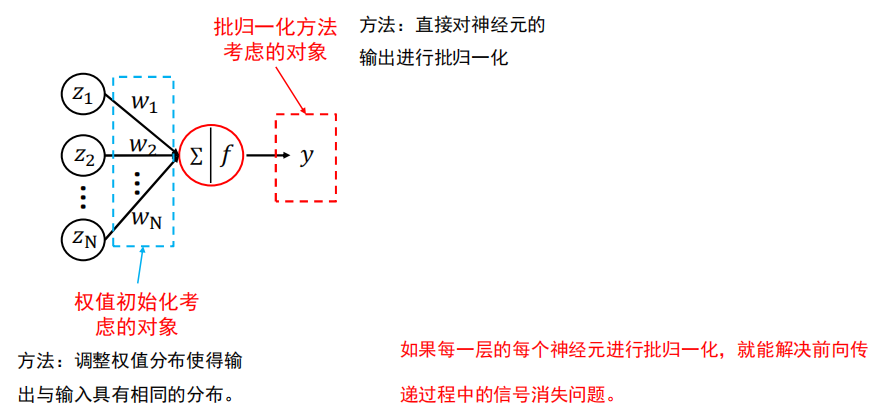 批归一化方法
考虑的对象
方法：直接对神经元的
输出进行批归一化
z₁
w₁
z₂
w₂
Σ
f
y
⋮
⋮
z_N
w_N
权值初始化考
虑的对象
方法：调整权值分布使得输
出与输入具有相同的分布。
如果每一层的每个神经元进行批归一化，就能解决前向传
递过程中的信号消失问题。